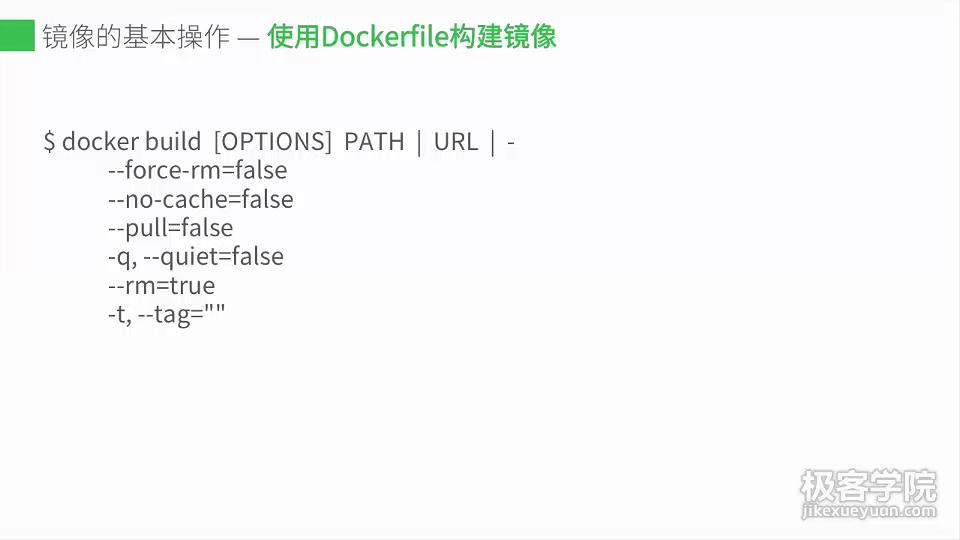 镜像的基本操作 — 使用Dockerfile构建镜像
$ docker build [OPTIONS] PATH | URL | -
--force-rm=false
--no-cache=false
--pull=false
-q, --quiet=false
--rm=true
-t, --tag=""
极客学院
jikexueyuan.com